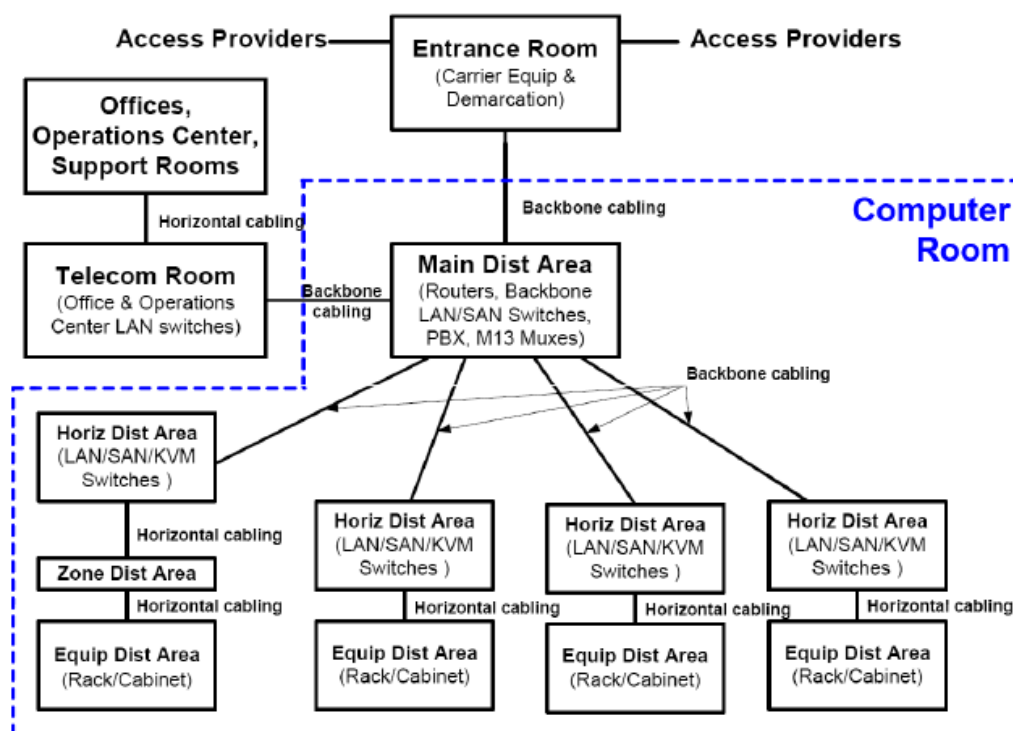 Access Providers
Entrance Room
(Carrier Equip &
Demarcation)
Access Providers
Offices,
Operations Center,
Support Rooms
Horizontal cabling
Backbone cabling
Computer
Room
Telecom Room
(Office & Operations
Center LAN switches)
Backbone
cabling
Main Dist Area
(Routers, Backbone
LAN/SAN Switches,
PBX, M13 Muxes)
Backbone cabling
Horiz Dist Area
(LAN/SAN/KVM
Switches )
Horizontal cabling
Zone Dist Area
Horizontal cabling
Equip Dist Area
(Rack/Cabinet)
Horiz Dist Area
(LAN/SAN/KVM
Switches )
Horizontal cabling
Equip Dist Area
(Rack/Cabinet)
Horiz Dist Area
(LAN/SAN/KVM
Switches )
Horizontal cabling
Equip Dist Area
(Rack/Cabinet)
Horiz Dist Area
(LAN/SAN/KVM
Switches )
Horizontal cabling
Equip Dist Area
(Rack/Cabinet)